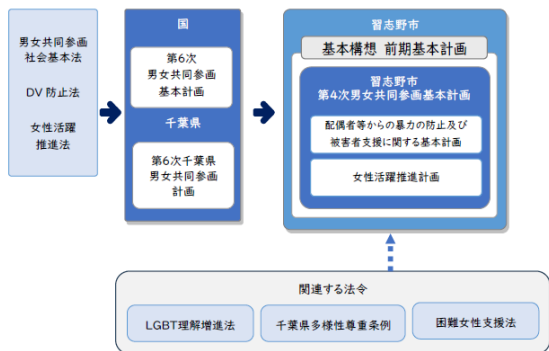 男女共同参画
社会基本法
DV 防止法
女性活躍
推進法
国
第6次
男女共同参画
基本計画
千葉県
第6次千葉県
男女共同参画
計画
習志野市
基本構想 前期基本計画
習志野市
第4次男女共同参画基本計画
配偶者等からの暴力の防止及び
被害者支援に関する基本計画
女性活躍推進計画
関連する法令
LGBT理解増進法
千葉県多様性尊重条例
困難女性支援法